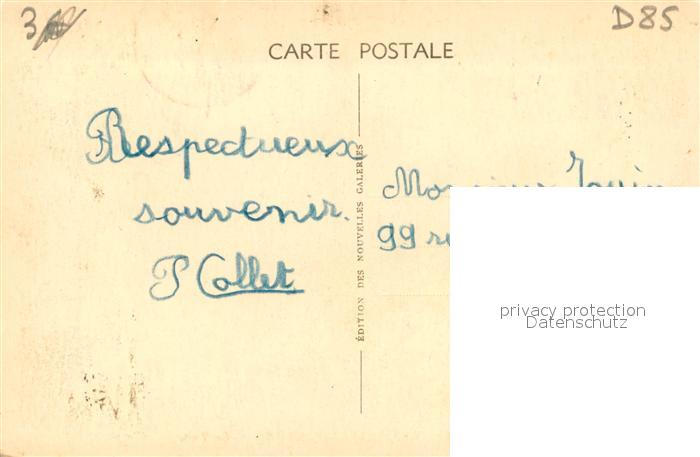 3
D85
CARTE POSTALE
Respectueux
souvenir.
P Collet
ÉDITION DES NOUVELLES GALERIES
Monsieur
99
privacy protection
Datenschutz